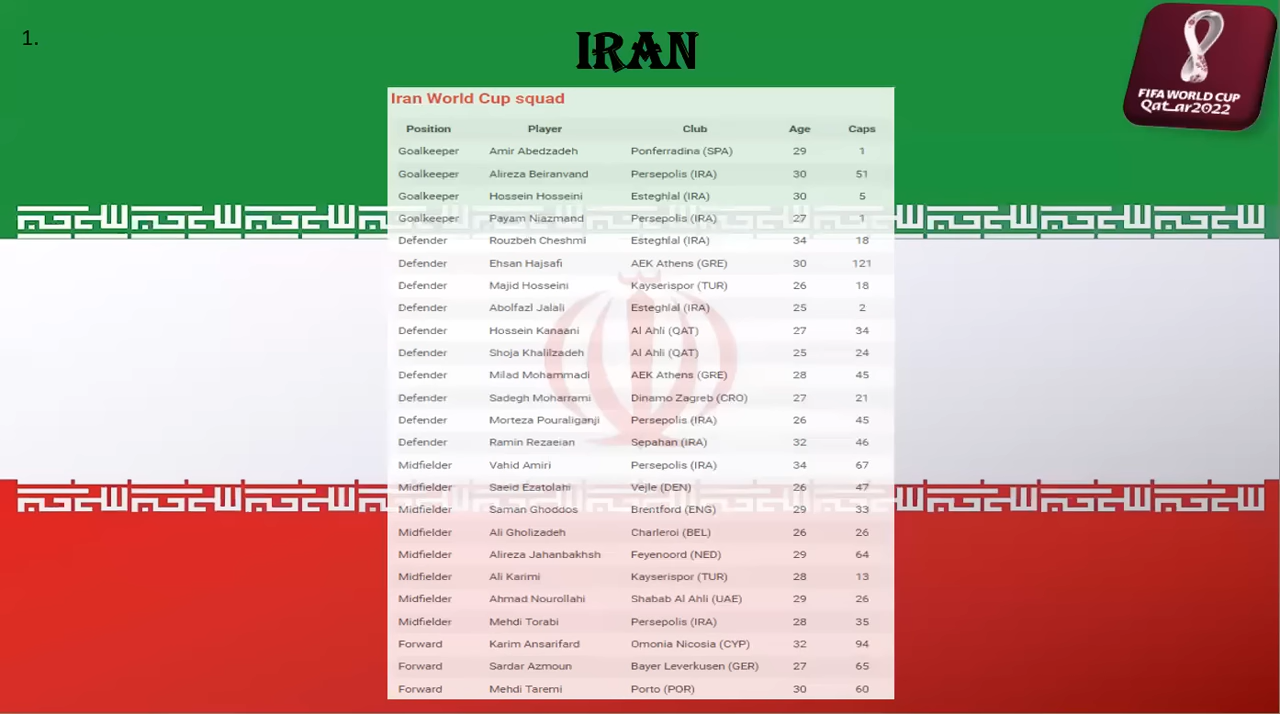 1.
IRAN
FIFA WORLD CUP
Qatar2022
Iran World Cup squad
Position Player Club Age Caps
Goalkeeper Amir Abedzadeh Ponferradina (SPA) 29 1
Goalkeeper Alireza Beiranvand Persepolis (IRA) 30 51
Goalkeeper Hossein Hosseini Esteghlal (IRA) 30 5
Goalkeeper Payam Niazmand Persepolis (IRA) 27 1
Defender Rouzbeh Cheshmi Esteghlal (IRA) 34 18
Defender Ehsan Hajsafi AEK Athens (GRE) 30 121
Defender Majid Hosseini Kayserispor (TUR) 26 18
Defender Abolfazl Jalali Esteghlal (IRA) 25 2
Defender Hossein Kanaani Al Ahli (QAT) 27 34
Defender Shoja Khalilzadeh Al Ahli (QAT) 25 24
Defender Milad Mohammadi AEK Athens (GRE) 28 45
Defender Sadegh Moharrami Dinamo Zagreb (CRO) 27 21
Defender Morteza Pouraliganji Persepolis (IRA) 26 45
Defender Ramin Rezaeian Sepahan (IRA) 32 46
Midfielder Vahid Amiri Persepolis (IRA) 34 67
Midfielder Saeid Ezatolahi Vejle (DEN) 26 47
Midfielder Saman Ghoddos Brentford (ENG) 29 33
Midfielder Ali Gholizadeh Charleroi (BEL) 26 26
Midfielder Alireza Jahanbakhsh Feyenoord (NED) 29 64
Midfielder Ali Karimi Kayserispor (TUR) 28 13
Midfielder Ahmad Nourollahi Shabab Al Ahli (UAE) 29 26
Midfielder Mehdi Torabi Persepolis (IRA) 28 35
Forward Karim Ansarifard Omonia Nicosia (CYP) 32 94
Forward Sardar Azmoun Bayer Leverkusen (GER) 27 65
Forward Mehdi Taremi Porto (POR) 30 60